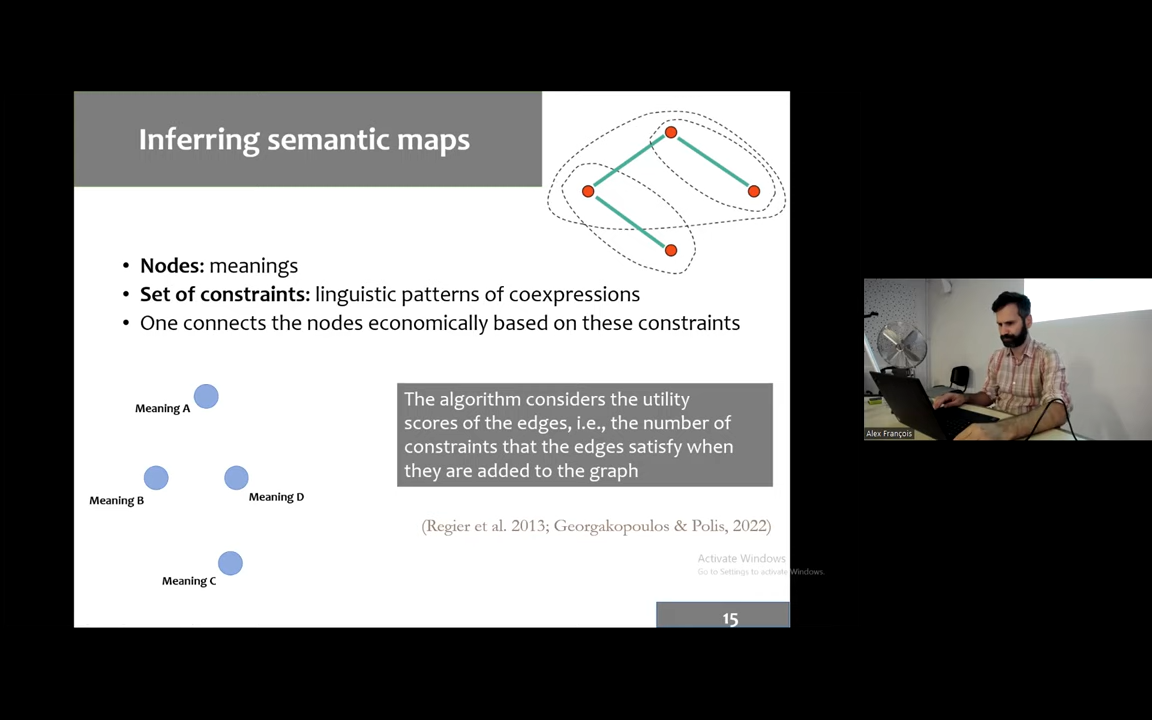 Inferring semantic maps
• Nodes: meanings
• Set of constraints: linguistic patterns of coexpressions
• One connects the nodes economically based on these constraints
Meaning A
Meaning B
Meaning D
Meaning C
The algorithm considers the utility
scores of the edges, i.e., the number of
constraints that the edges satisfy when
they are added to the graph
(Regier et al. 2013; Georgakopoulos & Polis, 2022)
Activate Windows
Go to Settings to activate Windows.
15
Alex François